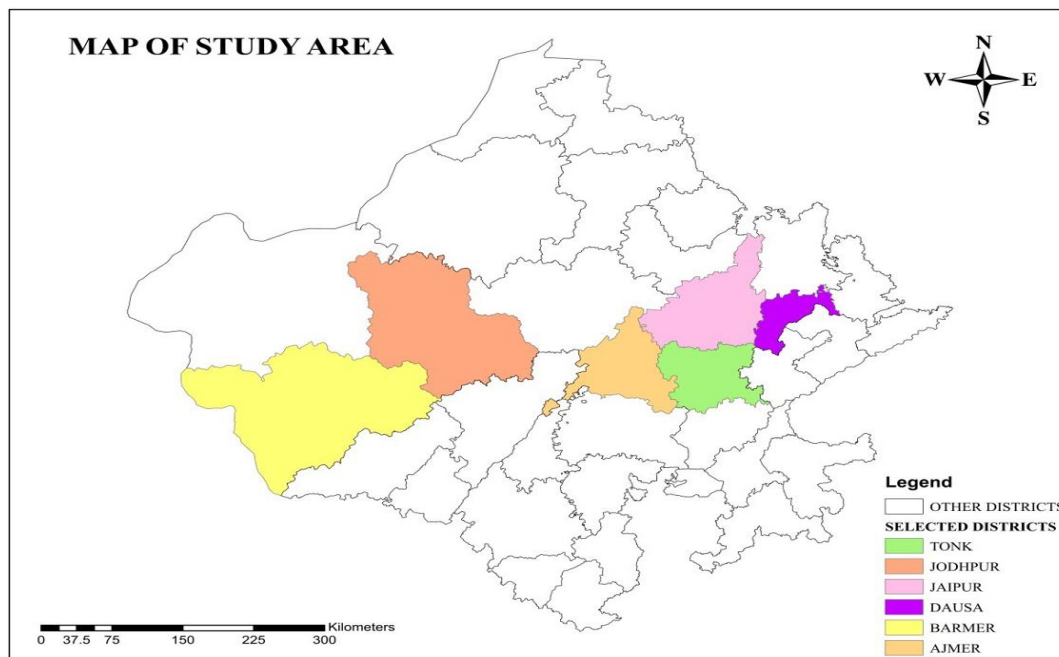 MAP OF STUDY AREA
N
W E
S
Legend
OTHER DISTRICTS
SELECTED DISTRICTS
TONK
JODHPUR
JAIPUR
DAUSA
BARMER
AJMER
Kilometers
0 37.5 75 150 225 300